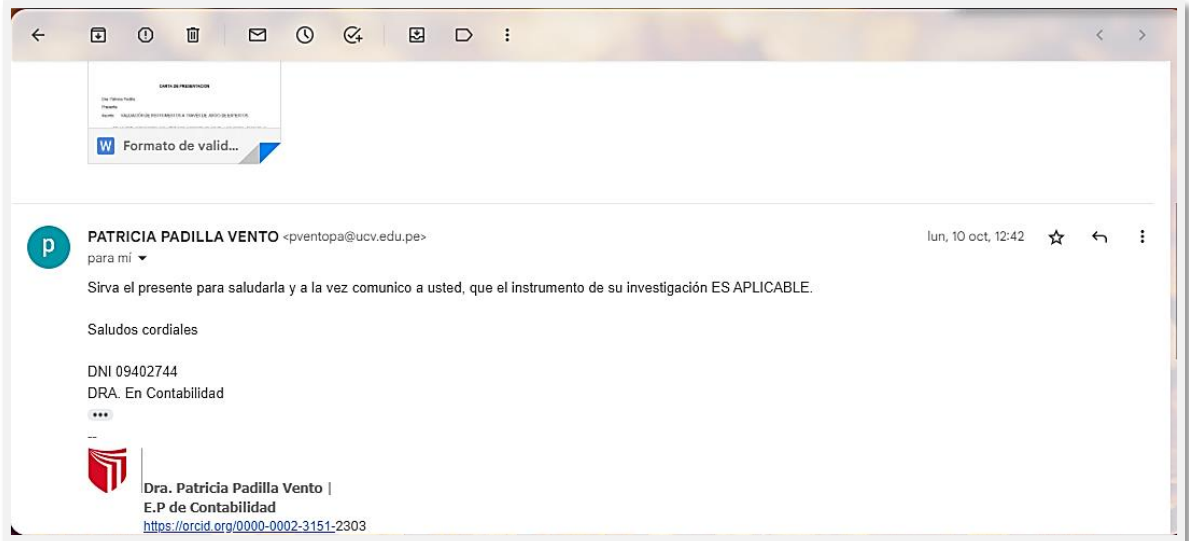 CARTA DE PRESENTACIÓN
Presente
Formato de valid...
PATRICIA PADILLA VENTO <pventopa@ucv.edu.pe>
lun, 10 oct, 12:42
para mí
Sirva el presente para saludarla y a la vez comunico a usted, que el instrumento de su investigación ES APLICABLE.
Saludos cordiales
DNI 09402744
DRA. En Contabilidad
--
Dra. Patricia Padilla Vento |
E.P de Contabilidad
https://orcid.org/0000-0002-3151-2303